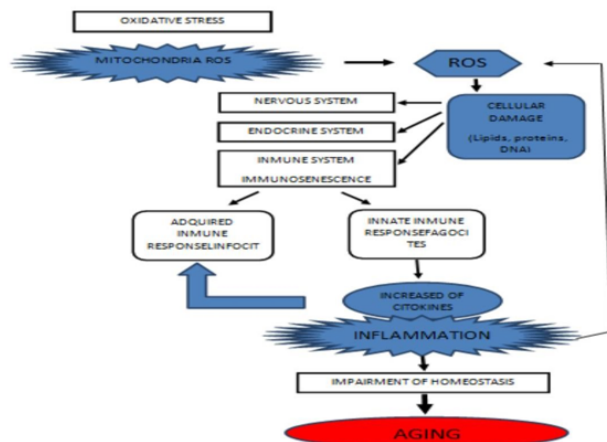 OXIDATIVE STRESS
MITOCHONDRIA ROS
ROS
NERVOUS SYSTEM
CELLULAR
DAMAGE
(Lipids, proteins,
DNA)
ENDOCRINE SYSTEM
INMUNE SYSTEM
IMMUNOSENESCENCE
ADQUIRED
INMUNE
RESPONSELINFOCIT
INNATE INMUNE
RESPONSEFAGOCI
TES
INCREASED OF
CITOKINES
INFLAMMATION
IMPAIRMENT OF HOMEOSTASIS
AGING